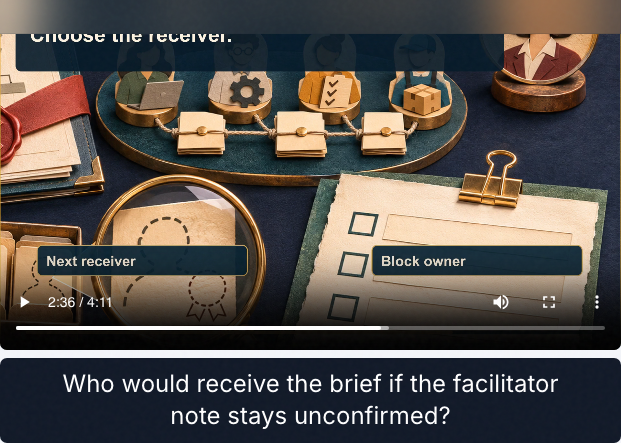 Choose the receiver.
Next receiver
Block owner
2:36 / 4:11
Who would receive the brief if the facilitator
note stays unconfirmed?